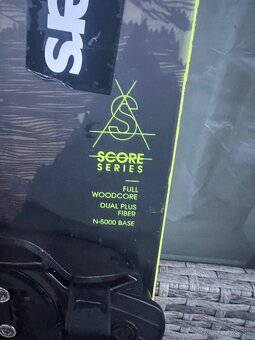 SCORE
SERIES
FULL
WOODCORE
DUAL PLUS
FIBER
N-5000 BASE